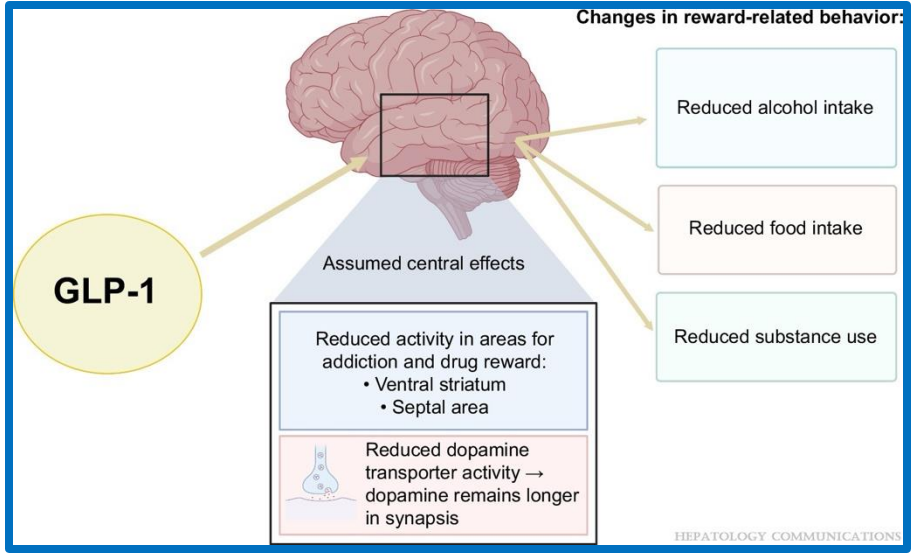 Changes in reward-related behavior:
GLP-1
Assumed central effects
Reduced activity in areas for
addiction and drug reward:
• Ventral striatum
• Septal area
Reduced dopamine
transporter activity →
dopamine remains longer
in synapsis
Reduced alcohol intake
Reduced food intake
Reduced substance use
HEPATOLOGY COMMUNICATIONS